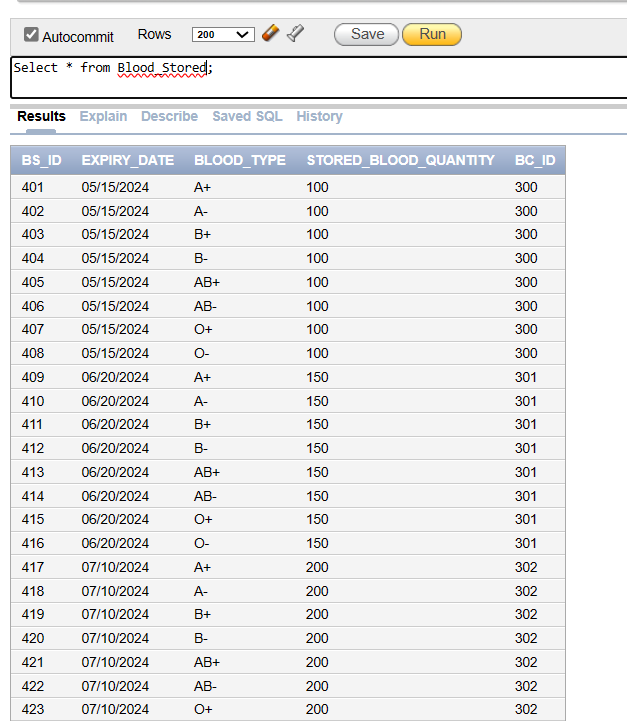 Autocommit Rows 200 Save Run
Select * from Blood_Stored;
Results Explain Describe Saved SQL History
BS_ID EXPIRY_DATE BLOOD_TYPE STORED_BLOOD_QUANTITY BC_ID
401 05/15/2024 A+ 100 300
402 05/15/2024 A- 100 300
403 05/15/2024 B+ 100 300
404 05/15/2024 B- 100 300
405 05/15/2024 AB+ 100 300
406 05/15/2024 AB- 100 300
407 05/15/2024 O+ 100 300
408 05/15/2024 O- 100 300
409 06/20/2024 A+ 150 301
410 06/20/2024 A- 150 301
411 06/20/2024 B+ 150 301
412 06/20/2024 B- 150 301
413 06/20/2024 AB+ 150 301
414 06/20/2024 AB- 150 301
415 06/20/2024 O+ 150 301
416 06/20/2024 O- 150 301
417 07/10/2024 A+ 200 302
418 07/10/2024 A- 200 302
419 07/10/2024 B+ 200 302
420 07/10/2024 B- 200 302
421 07/10/2024 AB+ 200 302
422 07/10/2024 AB- 200 302
423 07/10/2024 O+ 200 302